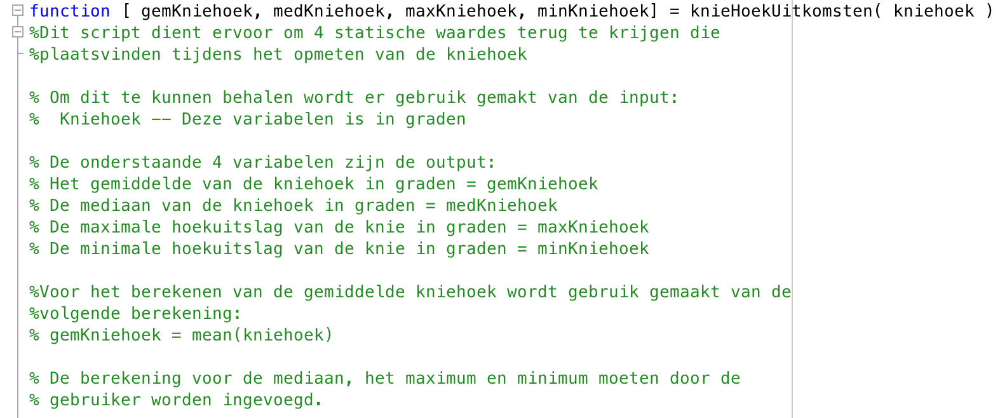 function [ gemKniehoek, medKniehoek, maxKniehoek, minKniehoek] = knieHoekUitkomsten( kniehoek )
%Dit script dient ervoor om 4 statische waardes terug te krijgen die
%plaatsvinden tijdens het opmeten van de kniehoek
% Om dit te kunnen behalen wordt er gebruik gemakt van de input:
%  Kniehoek -- Deze variabelen is in graden
% De onderstaande 4 variabelen zijn de output:
% Het gemiddelde van de kniehoek in graden = gemKniehoek
% De mediaan van de kniehoek in graden = medKniehoek
% De maximale hoekuitslag van de knie in graden = maxKniehoek
% De minimale hoekuitslag van de knie in graden = minKniehoek
%Voor het berekenen van de gemiddelde kniehoek wordt gebruik gemaakt van de
%volgende berekening:
% gemKniehoek = mean(kniehoek)
% De berekening voor de mediaan, het maximum en minimum moeten door de
% gebruiker worden ingevoegd.